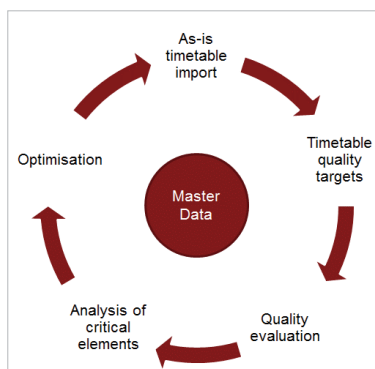 As-is
timetable
import
Timetable
quality
targets
Quality
evaluation
Analysis of
critical
elements
Optimisation
Master
Data